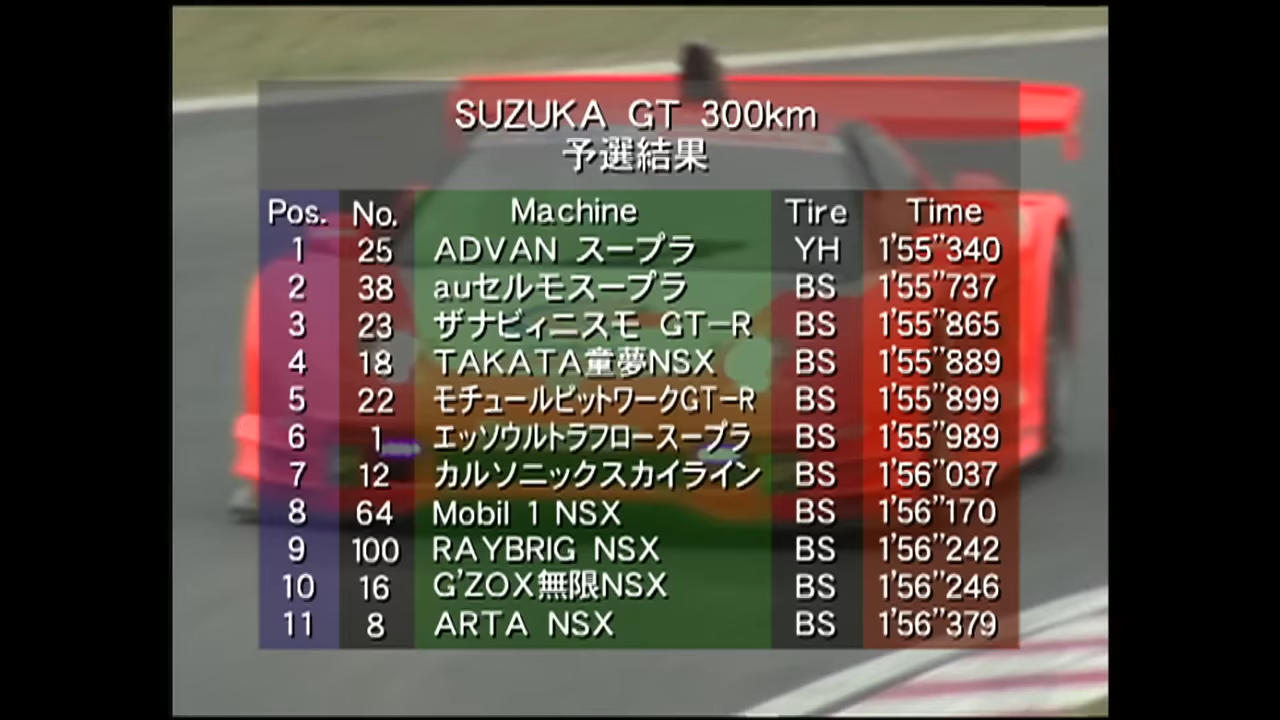 SUZUKA GT 300km
予選結果
Pos. No. Machine Tire Time
1 25 ADVAN スープラ YH 1'55"340
2 38 auセルモスープラ BS 1'55"737
3 23 ザナビィニスモ GT-R BS 1'55"865
4 18 TAKATA童夢NSX BS 1'55"889
5 22 モチュールピットワークGT-R BS 1'55"899
6 1 エッソウルトラフロースープラ BS 1'55"989
7 12 カルソニックスカイライン BS 1'56"037
8 64 Mobil 1 NSX BS 1'56"170
9 100 RAYBRIG NSX BS 1'56"242
10 16 G'ZOX無限NSX BS 1'56"246
11 8 ARTA NSX BS 1'56"379